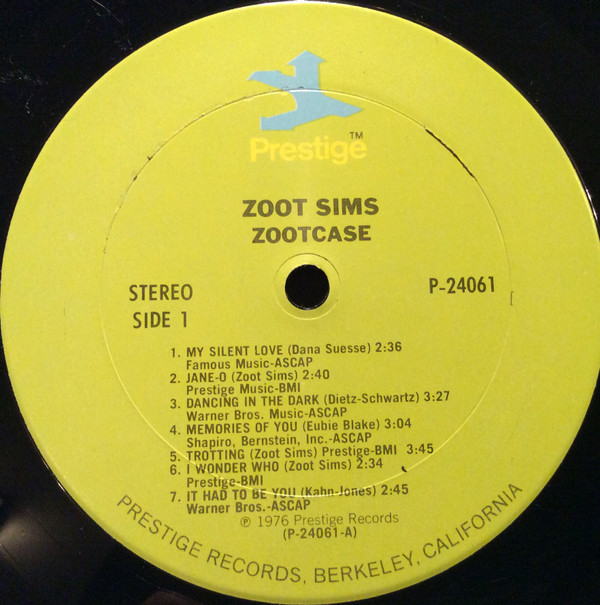 Prestige™
ZOOT SIMS
ZOOTCASE
STEREO
SIDE 1
P-24061
1. MY SILENT LOVE (Dana Suesse) 2:36
Famous Music-ASCAP
2. JANE-O (Zoot Sims) 2:40
Prestige Music-BMI
3. DANCING IN THE DARK (Dietz-Schwartz) 3:27
Warner Bros. Music-ASCAP
4. MEMORIES OF YOU (Eubie Blake) 3:04
Shapiro, Bernstein, Inc.-ASCAP
5. TROTTING (Zoot Sims) Prestige-BMI 3:45
6. I WONDER WHO (Zoot Sims) 2:34
Prestige-BMI
7. IT HAD TO BE YOU (Kahn-Jones) 2:45
Warner Bros.-ASCAP
℗ 1976 Prestige Records
(P-24061-A)
PRESTIGE RECORDS, BERKELEY, CALIFORNIA